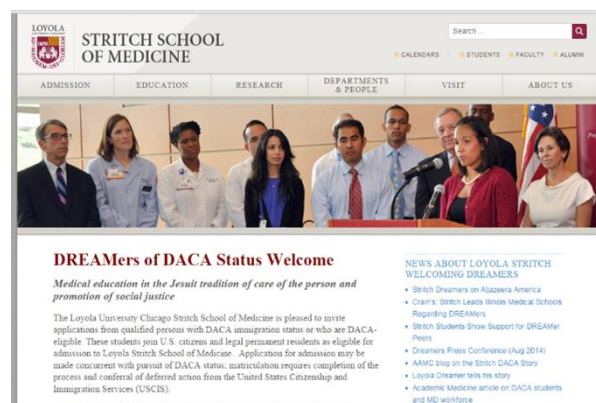 LOYOLA
STRITCH SCHOOL
OF MEDICINE
Search ...
CALENDARS | STUDENTS FACULTY ALUMNI
ADMISSION EDUCATION RESEARCH DEPARTMENTS & PEOPLE VISIT ABOUT US
DREAMers of DACA Status Welcome
Medical education in the Jesuit tradition of care of the person and
promotion of social justice
The Loyola University Chicago Stritch School of Medicine is pleased to invite
applications from qualified persons with DACA immigration status or who are DACA-
eligible. These students join U.S. citizens and legal permanent residents as eligible for
admission to Loyola Stritch School of Medicine. Application for admission may be
made concurrent with pursuit of DACA status; matriculation requires completion of the
process and conferral of deferred action from the United States Citizenship and
Immigration Services (USCIS).
NEWS ABOUT LOYOLA STRITCH
WELCOMING DREAMERS
Stritch Dreamers on Aljazeera America
Crain's: Stritch Leads Illinois Medical Schools
Regarding DREAMers
Stritch Students Show Support for DREAMer
Peers
Dreamers Press Conference (Aug 2014)
AAMC blog on the Stritch DACA Story
Loyola Dreamer tells his story
Academic Medicine article on DACA students
and MD workforce